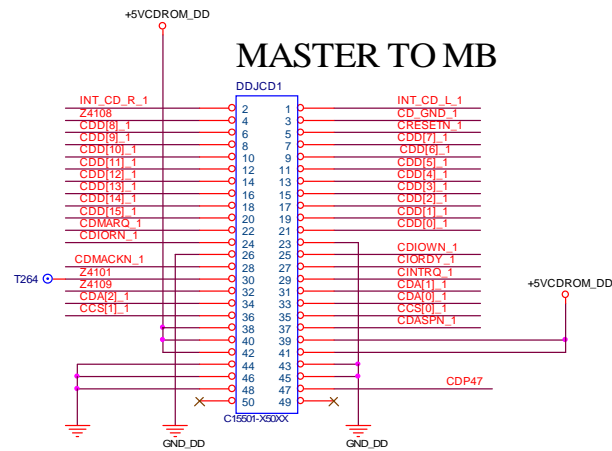 +5VCDROM_DD
MASTER TO MB
DDJCD1
INT_CD_R_1 2 1 INT_CD_L_1
Z4108 4 3 CD_GND_1
CDD[8]_1 6 5 CRESETN_1
CDD[9]_1 8 7 CDD[7]_1
CDD[10]_1 10 9 CDD[6]_1
CDD[11]_1 12 11 CDD[5]_1
CDD[12]_1 14 13 CDD[4]_1
CDD[13]_1 16 15 CDD[3]_1
CDD[14]_1 18 17 CDD[2]_1
CDD[15]_1 20 19 CDD[1]_1
CDMARQ_1 22 21 CDD[0]_1
CDIORN_1 24 23
26 25 CDIOWN_1
CDMACKN_1 28 27 CIORDY_1
T264 Z4101 30 29 CINTRQ_1
Z4109 32 31 CDA[1]_1
CDA[2]_1 34 33 CDA[0]_1
CCS[1]_1 36 35 CCS[0]_1
38 37 CDASPN_1
+5VCDROM_DD
40 39
42 41
44 43
46 45
48 47 CDP47
50 49
C15501-X50XX
GND_DD
GND_DD